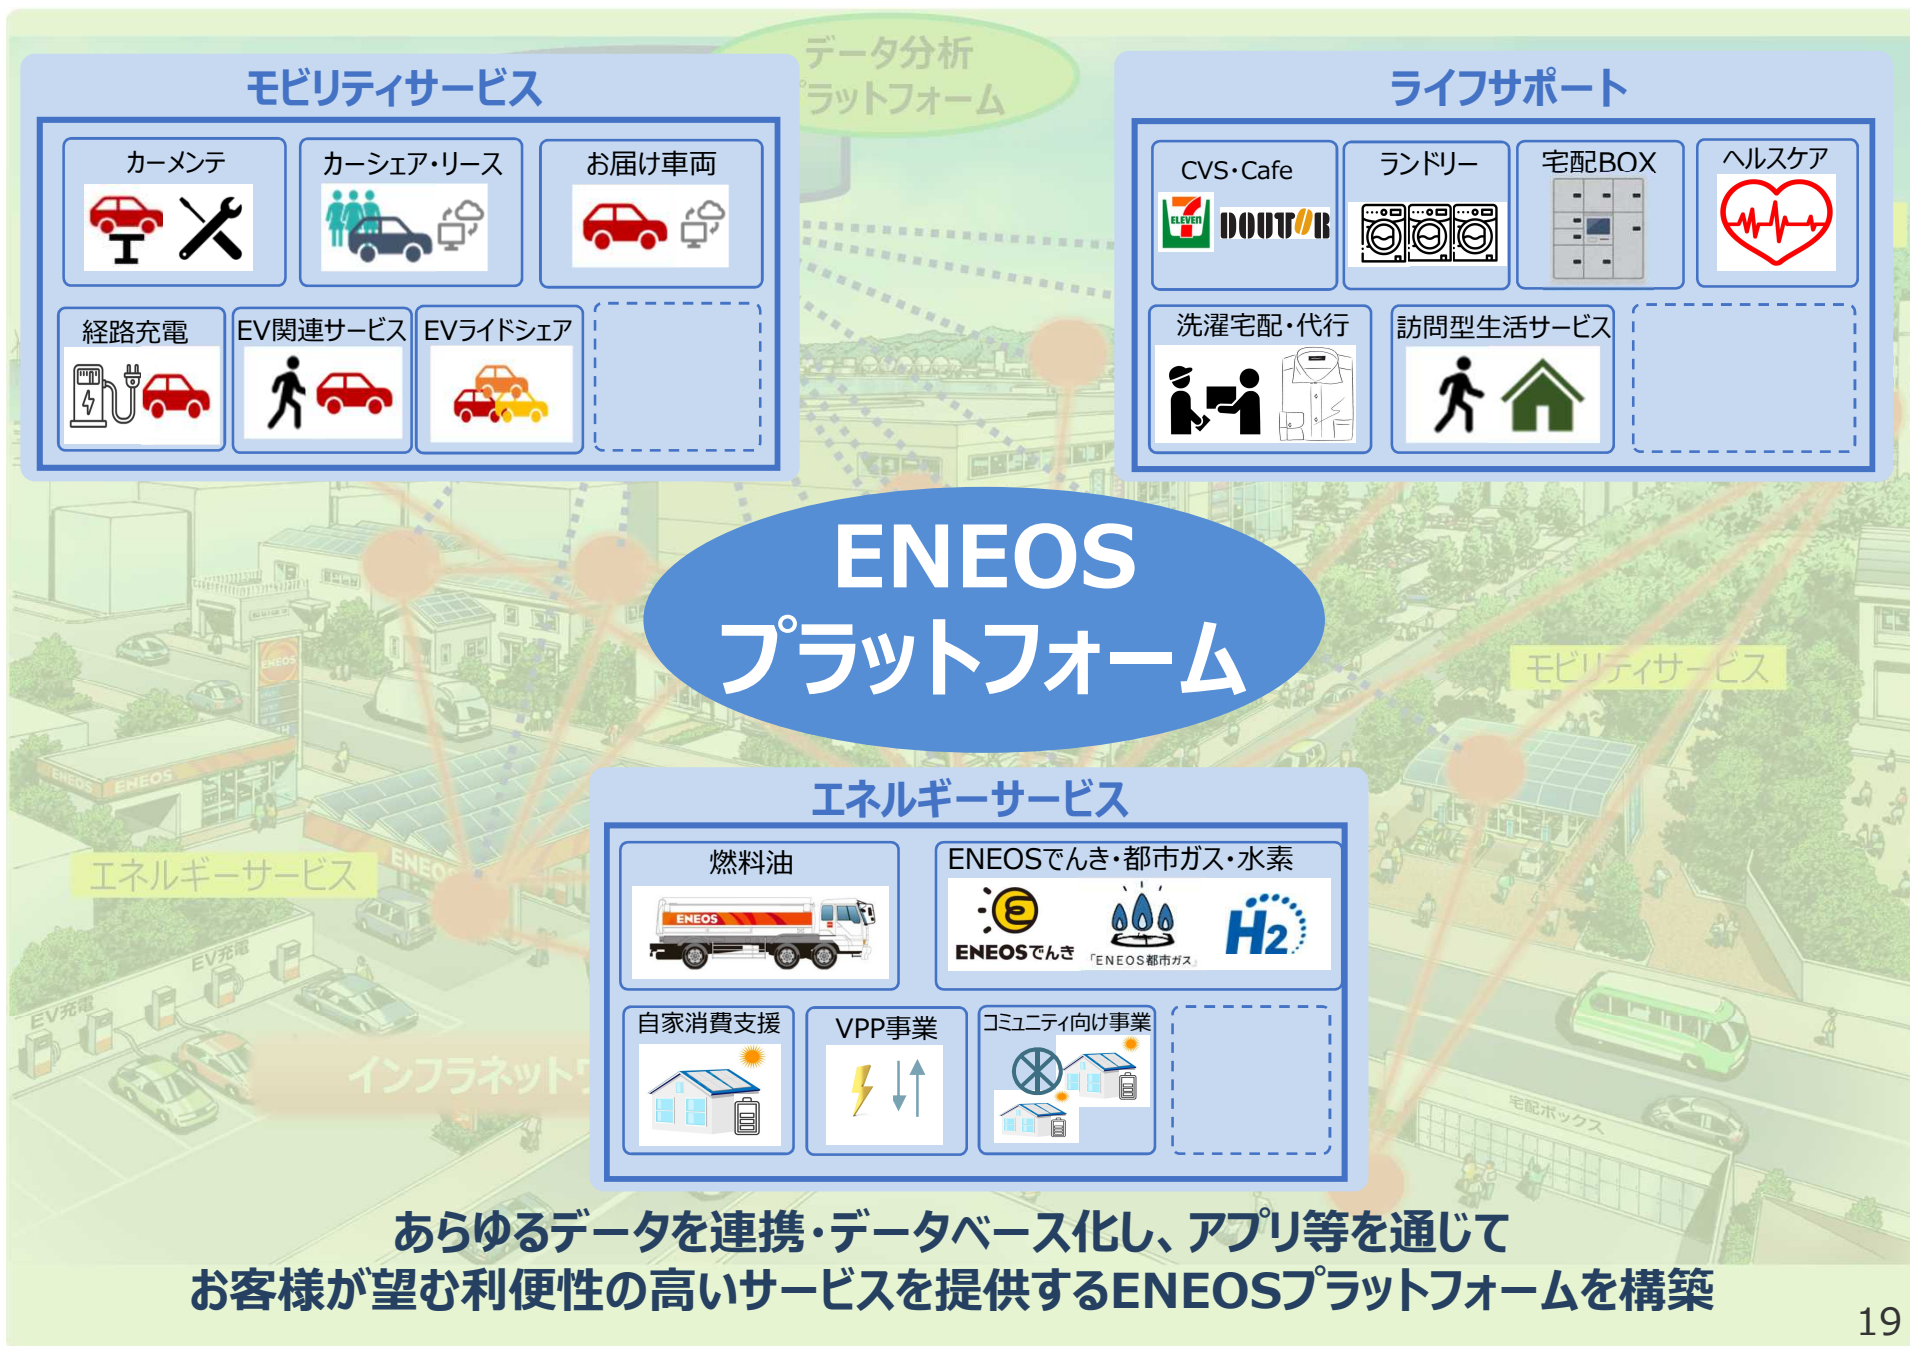 データ分析
ラットフォーム
モビリティサービス
カーメンテ
カーシェア・リース
お届け車両
経路充電
EV関連サービス
EVライドシェア
ライフサポート
CVS・Cafe
7
ELEVEN
DOUTOR
ランドリー
宅配BOX
ヘルスケア
洗濯宅配・代行
訪問型生活サービス
ENEOS
プラットフォーム
モビリティサービス
ENEOS
ENEOS
ENEOS
エネルギーサービス
ENEO
エネルギーサービス
燃料油
ENEOS
ENEOSでんき・都市ガス・水素
ENEOSでんき
「ENEOS都市ガス」
H2
自家消費支援
VPP事業
コミュニティ向け事業
EV充電
EV充電
インフラネット
宅配ボックス
あらゆるデータを連携・データベース化し、アプリ等を通じて
お客様が望む利便性の高いサービスを提供するENEOSプラットフォームを構築
19